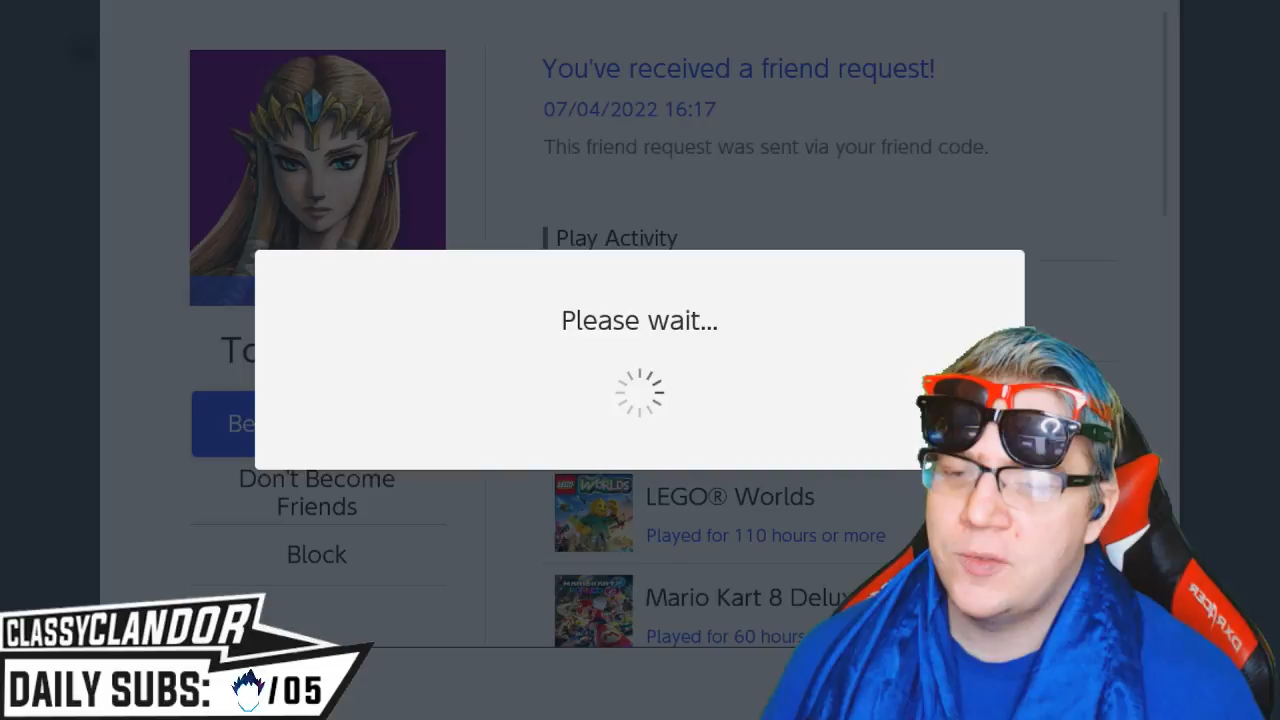 You've received a friend request!
07/04/2022 16:17
This friend request was sent via your friend code.
Play Activity
Please wait...
Don't Become
Friends
Block
LEGO WORLDS
LEGO® Worlds
Played for 110 hours or more
Mario Kart 8
Played for 60 hours
CLASSYCLANDOR
DAILY SUBS: /05
DXRACER